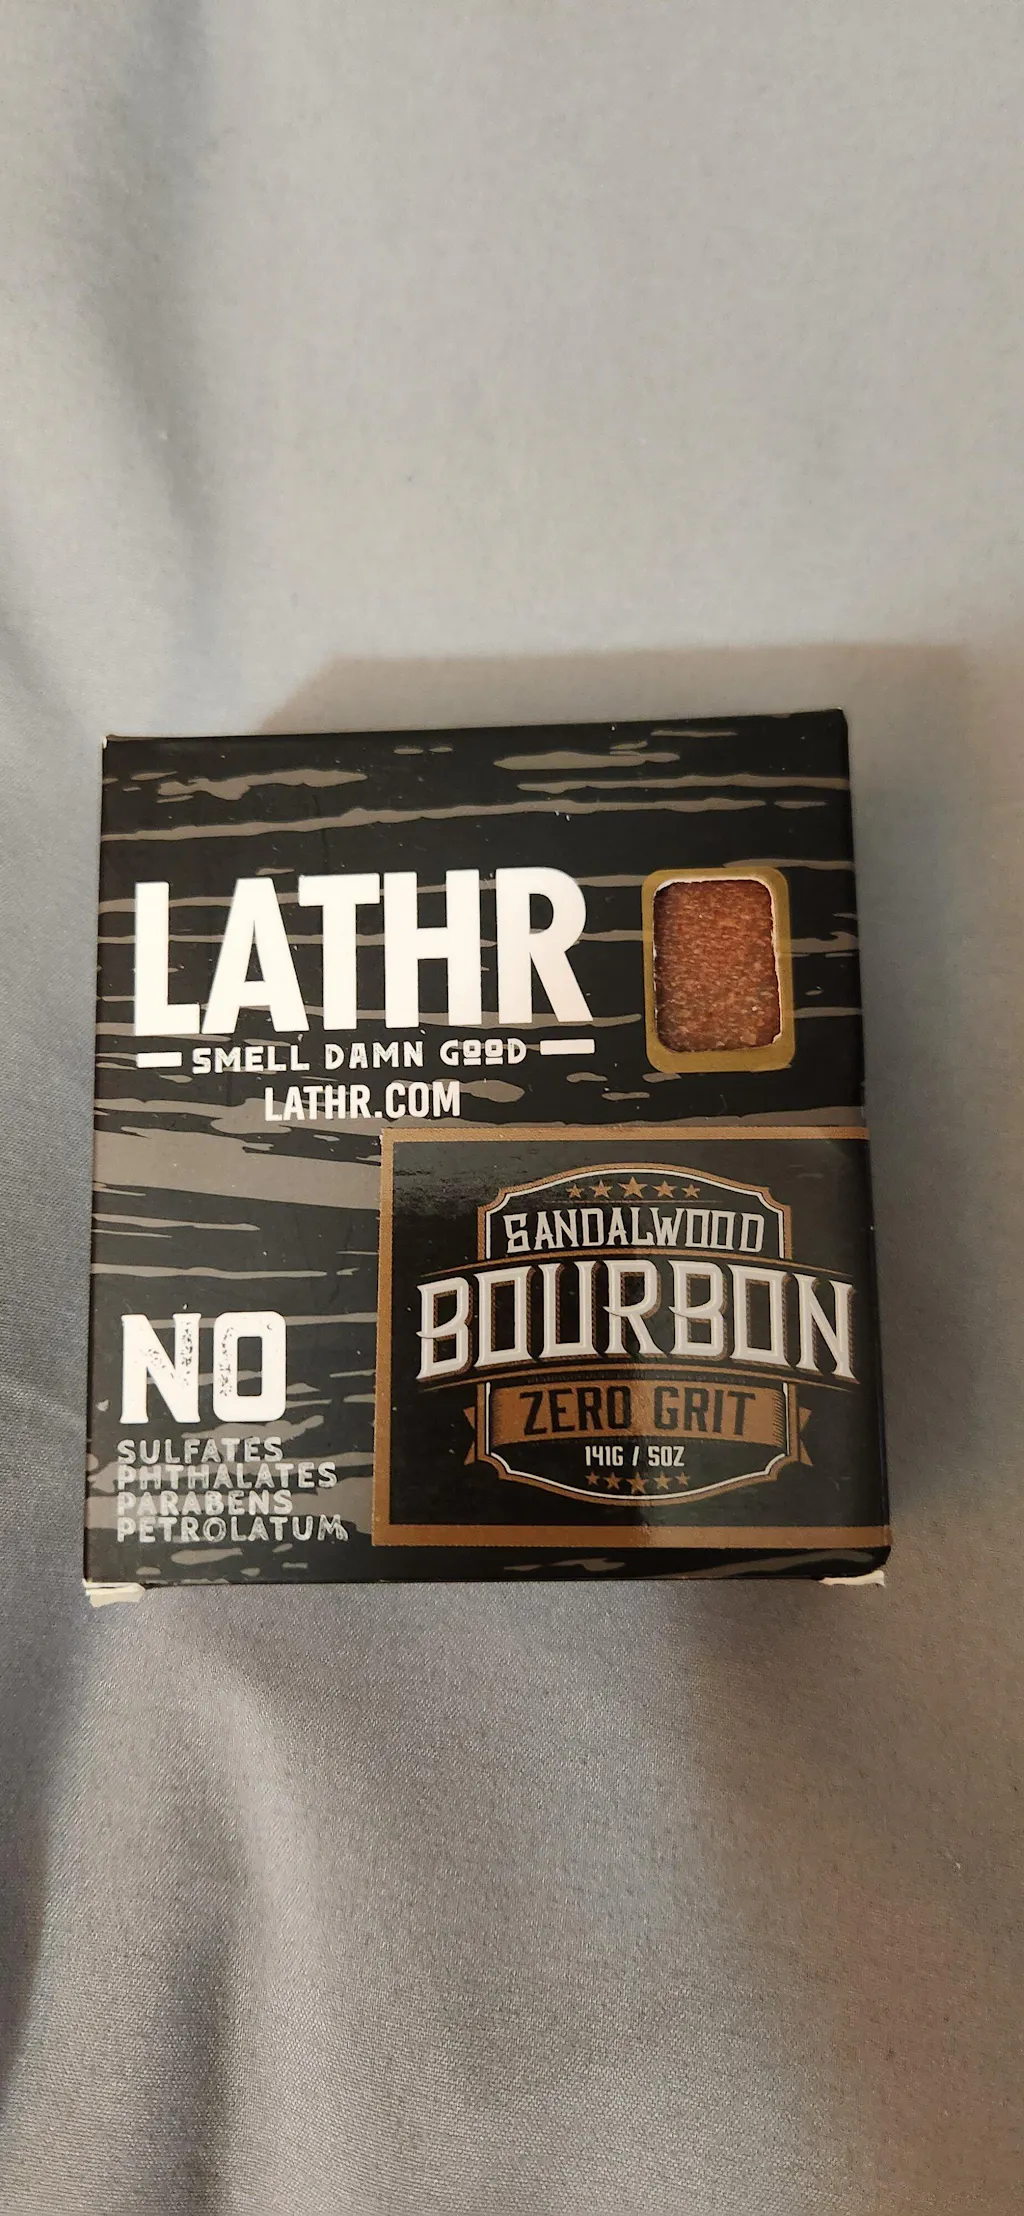 LATHR
SMELL DAMN GOOD
LATHR.COM
SANDALWOOD
BOURBON
ZERO GRIT
141G / 5OZ
NO
SULFATES
PHTHALATES
PARABENS
PETROLATUM